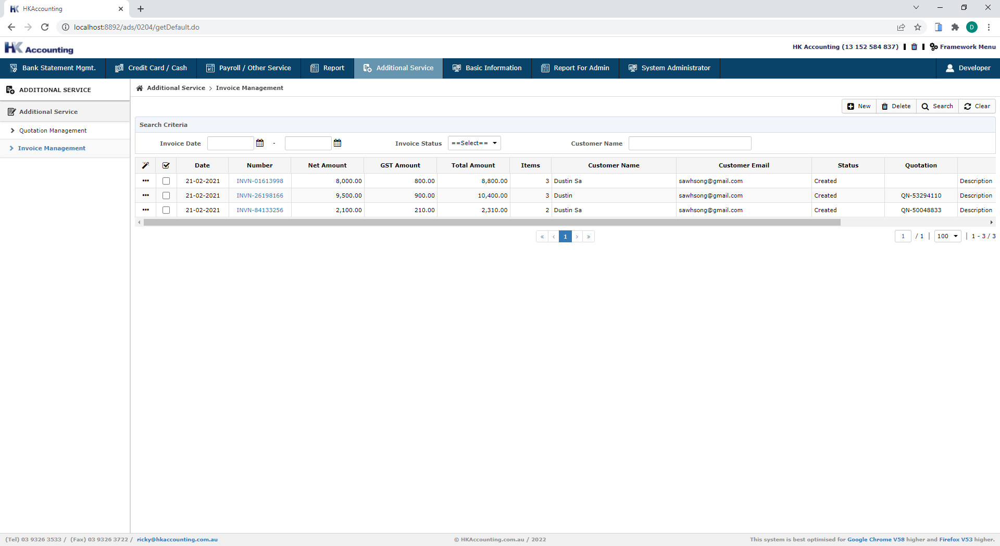 HKAccounting
localhost:8892/ads/0204/getDefault.do
D
HK Accounting
HK Accounting (13 152 584 837)
Framework Menu
Bank Statement Mgmt.
Credit Card / Cash
Payroll / Other Service
Report
Additional Service
Basic Information
Report For Admin
System Administrator
Developer
ADDITIONAL SERVICE
Additional Service
Quotation Management
Invoice Management
Additional Service > Invoice Management
New Delete Search Clear
Search Criteria
Invoice Date - Invoice Status ==Select== Customer Name
Date Number Net Amount GST Amount Total Amount Items Customer Name Customer Email Status Quotation
21-02-2021 INVN-01613998 8,000.00 800.00 8,800.00 3 Dustin Sa sawhsong@gmail.com Created Description
21-02-2021 INVN-26198166 9,500.00 900.00 10,400.00 3 Dustin sawhsong@gmail.com Created QN-53294110 Description
21-02-2021 INVN-84133256 2,100.00 210.00 2,310.00 2 Dustin Sa sawhsong@gmail.com Created QN-50048833 Description
« ‹ 1 › »
1 / 1 | 100 | 1 - 3 / 3
(Tel) 03 9326 3533 / (Fax) 03 9326 3722 / ricky@hkaccounting.com.au
© HKAccounting.com.au / 2022
This system is best optimised for Google Chrome V58 higher and Firefox V53 higher.